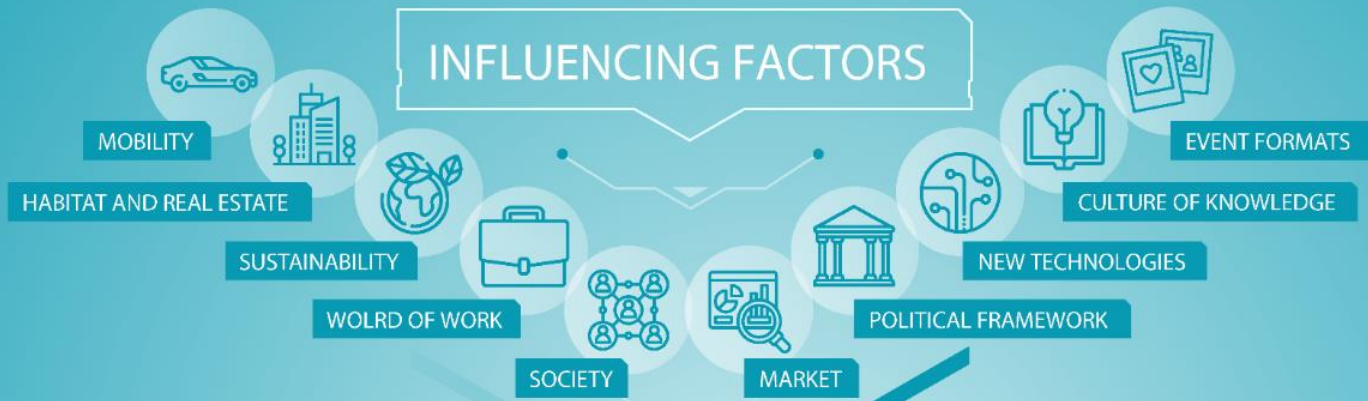 INFLUENCING FACTORS
MOBILITY
HABITAT AND REAL ESTATE
SUSTAINABILITY
WOLRD OF WORK
SOCIETY
MARKET
POLITICAL FRAMEWORK
NEW TECHNOLOGIES
CULTURE OF KNOWLEDGE
EVENT FORMATS